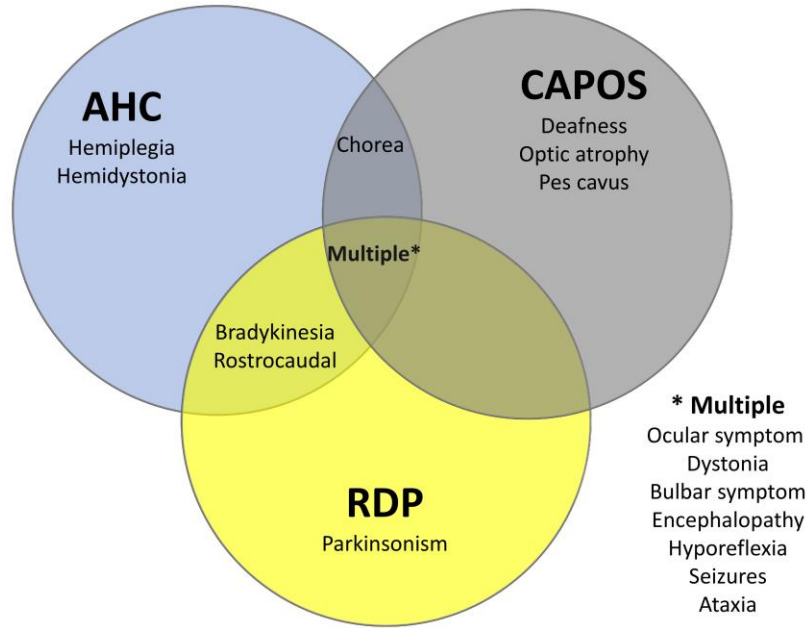 AHC
Hemiplegia
Hemidystonia
CAPOS
Deafness
Optic atrophy
Pes cavus
Chorea
Multiple*
Bradykinesia
Rostrocaudal
RDP
Parkinsonism
* Multiple
Ocular symptom
Dystonia
Bulbar symptom
Encephalopathy
Hyporeflexia
Seizures
Ataxia